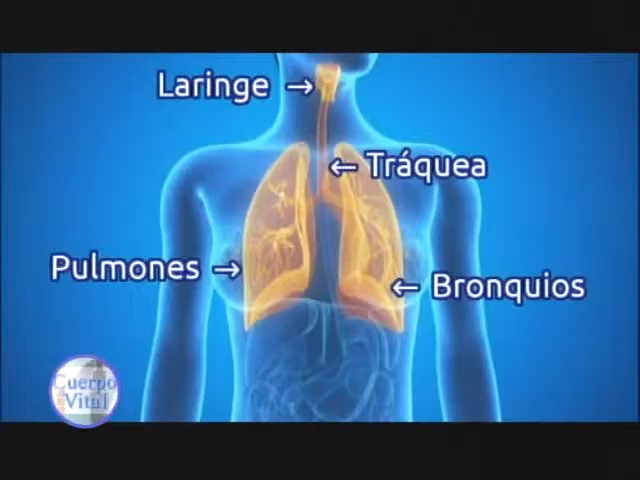 Laringe →
← Tráquea
Pulmones →
← Bronquios
Cuerpo
Vital